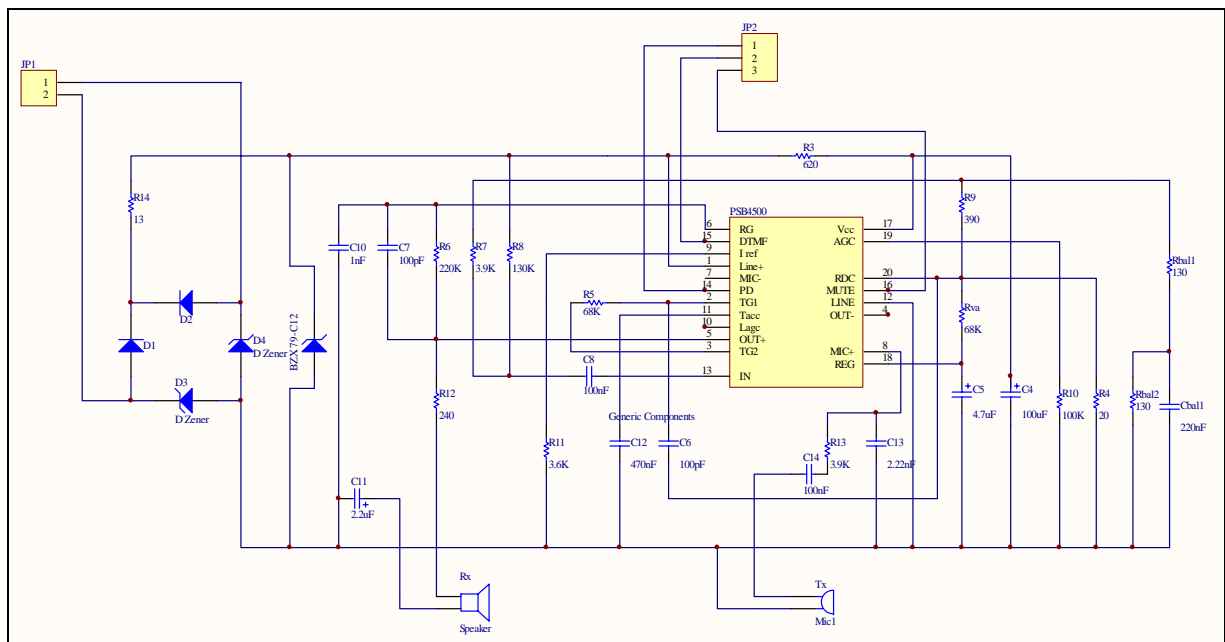 JP1
1
2
JP2
1
2
3
R14
13
D2
D1
D4
D Zener
D3
D Zener
BZX79-C12
C10
1nF
C7
100pF
R6
220K
R7
3.9K
R8
130K
R3
620
PSB4500
6 RG
15 DTMF
9 I ref
1 Line+
7 MIC-
14 PD
2 TG1
11 Tacc
10 Lagc
5 OUT+
3 TG2
13 IN
Vcc 17
AGC 19
RDC 20
MUTE 16
LINE 12
OUT- 4
MIC+ 8
REG 18
R9
390
Rbal1
130
R5
68K
Rva
68K
C8
100nF
R12
240
Generic Components
R11
3.6K
C12
470nF
C6
100pF
R13
3.9K
C14
100nF
C13
2.22nF
C5
4.7uF
C4
100uF
R10
100K
R4
20
Rbal2
130
Cbal1
220nF
C11
2.2uF
Rx
Speaker
Tx
Mic1